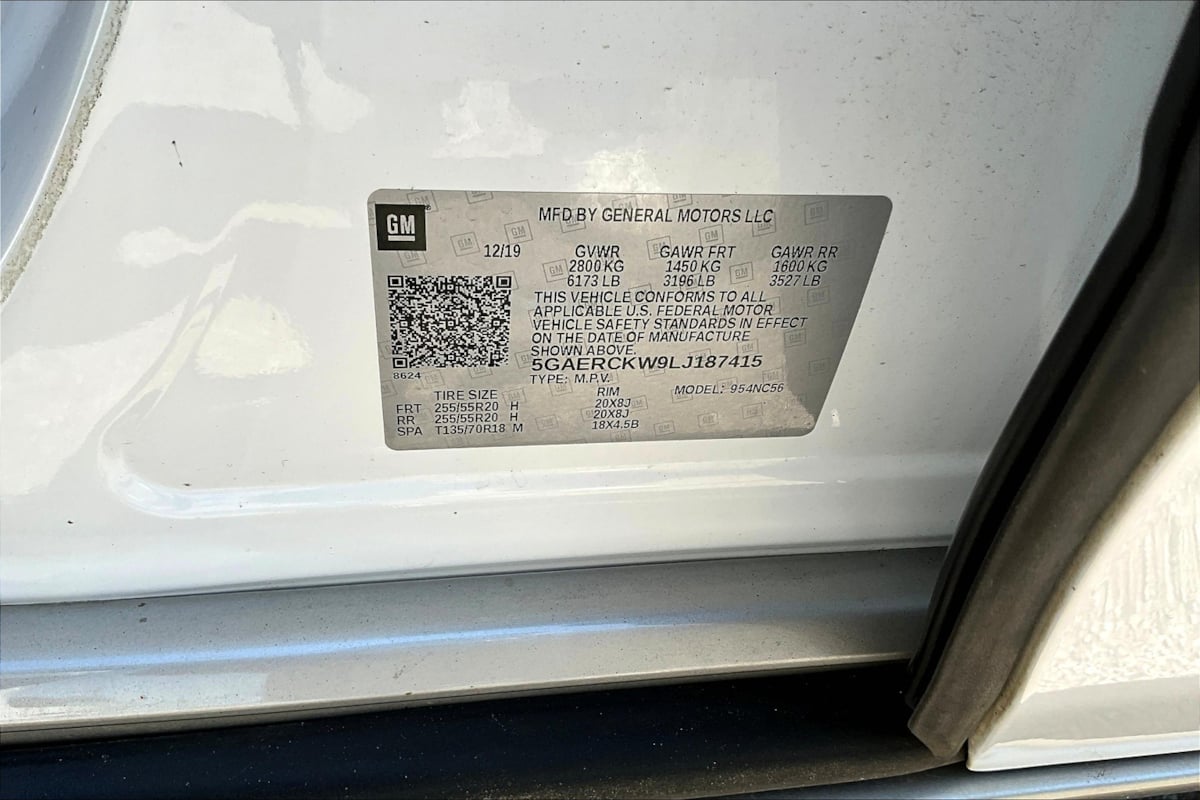 GM
MFD BY GENERAL MOTORS LLC
12/19 GVWR GAWR FRT GAWR RR
2800 KG 1450 KG 1600 KG
6173 LB 3196 LB 3527 LB
THIS VEHICLE CONFORMS TO ALL
APPLICABLE U.S. FEDERAL MOTOR
VEHICLE SAFETY STANDARDS IN EFFECT
ON THE DATE OF MANUFACTURE
SHOWN ABOVE.
8624 5GAERCKW9LJ187415
TYPE: M.P.V. MODEL: 954NC56
TIRE SIZE RIM
FRT 255/55R20 H 20X8J
RR 255/55R20 H 20X8J
SPA T135/70R18 M 18X4.5B